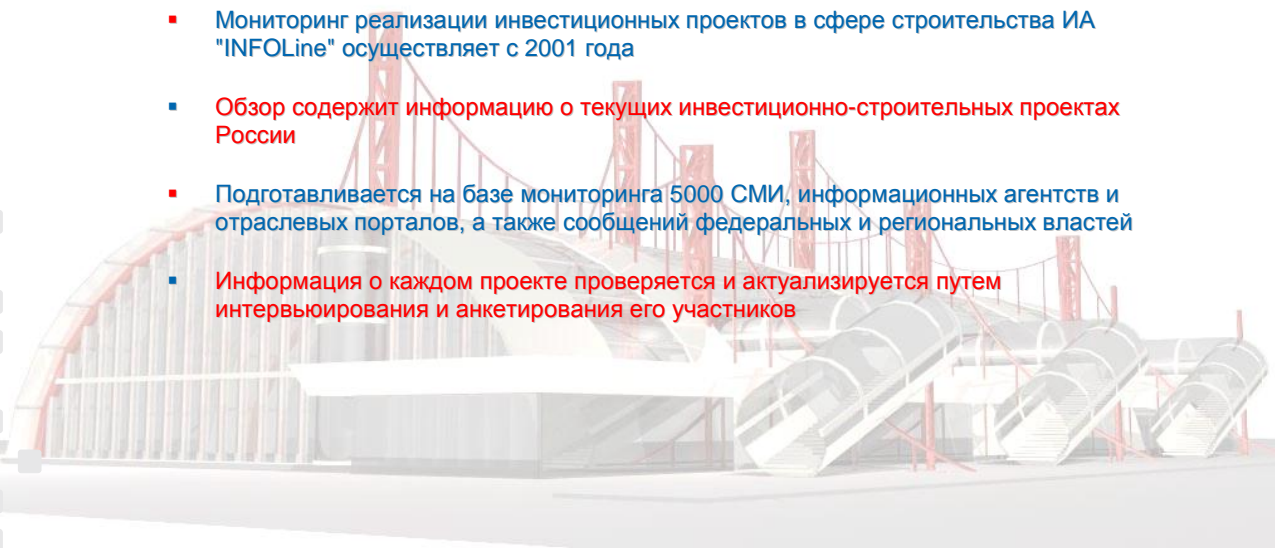 ▪ Мониторинг реализации инвестиционных проектов в сфере строительства ИА
"INFOLine" осуществляет с 2001 года
▪ Обзор содержит информацию о текущих инвестиционно-строительных проектах
России
▪ Подготавливается на базе мониторинга 5000 СМИ, информационных агентств и
отраслевых порталов, а также сообщений федеральных и региональных властей
▪ Информация о каждом проекте проверяется и актуализируется путем
интервьюирования и анкетирования его участников